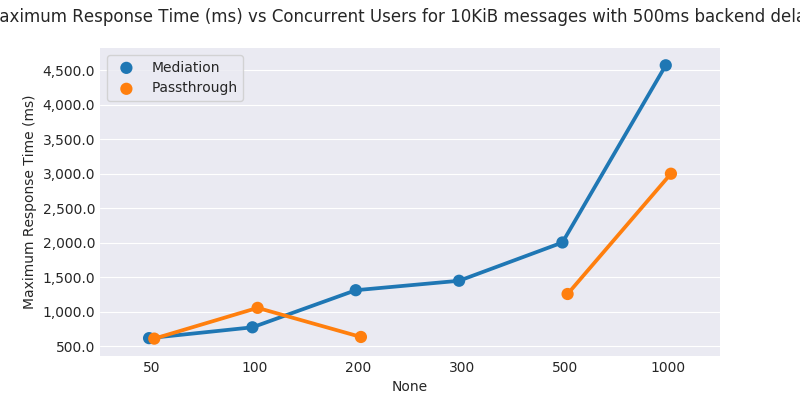 aximum Response Time (ms) vs Concurrent Users for 10KiB messages with 500ms backend dela
Mediation
Passthrough
4,500.0
4,000.0
3,500.0
3,000.0
2,500.0
2,000.0
1,500.0
1,000.0
500.0
Maximum Response Time (ms)
50 100 200 300 500 1000
None